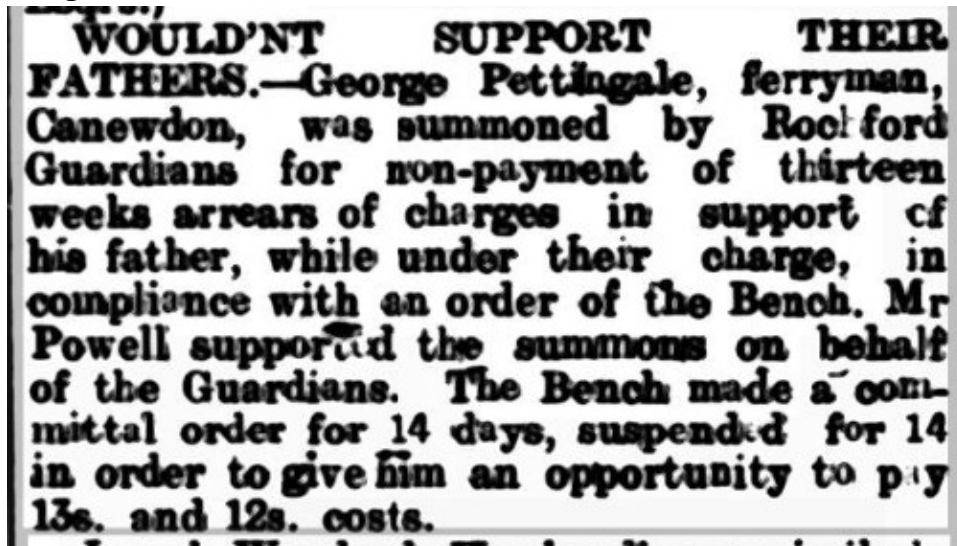 WOULD'NT SUPPORT THEIR
FATHERS.—George Pettingale, ferryman,
Canewdon, was summoned by Rochford
Guardians for non-payment of thirteen
weeks arrears of charges in support of
his father, while under their charge, in
compliance with an order of the Bench. Mr
Powell supported the summons on behalf
of the Guardians. The Bench made a com-
mittal order for 14 days, suspended for 14
in order to give him an opportunity to pay
13s. and 12s. costs.